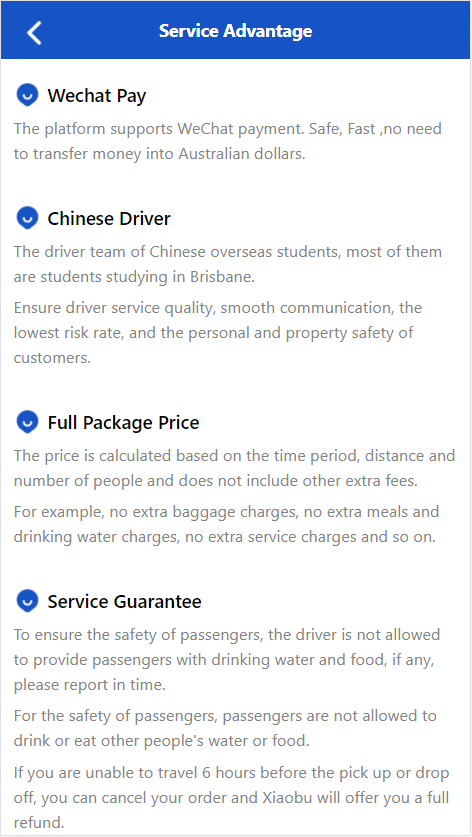 Service Advantage
Wechat Pay
The platform supports WeChat payment. Safe, Fast ,no need
to transfer money into Australian dollars.
Chinese Driver
The driver team of Chinese overseas students, most of them
are students studying in Brisbane.
Ensure driver service quality, smooth communication, the
lowest risk rate, and the personal and property safety of
customers.
Full Package Price
The price is calculated based on the time period, distance and
number of people and does not include other extra fees.
For example, no extra baggage charges, no extra meals and
drinking water charges, no extra service charges and so on.
Service Guarantee
To ensure the safety of passengers, the driver is not allowed
to provide passengers with drinking water and food, if any,
please report in time.
For the safety of passengers, passengers are not allowed to
drink or eat other people's water or food.
If you are unable to travel 6 hours before the pick up or drop
off, you can cancel your order and Xiaobu will offer you a full
refund.